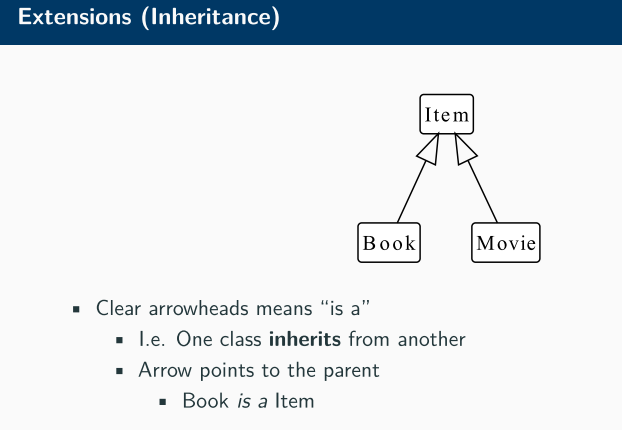 Extensions (Inheritance)
Item
Book
Movie
Clear arrowheads means “is a”
I.e. One class inherits from another
Arrow points to the parent
Book is a Item